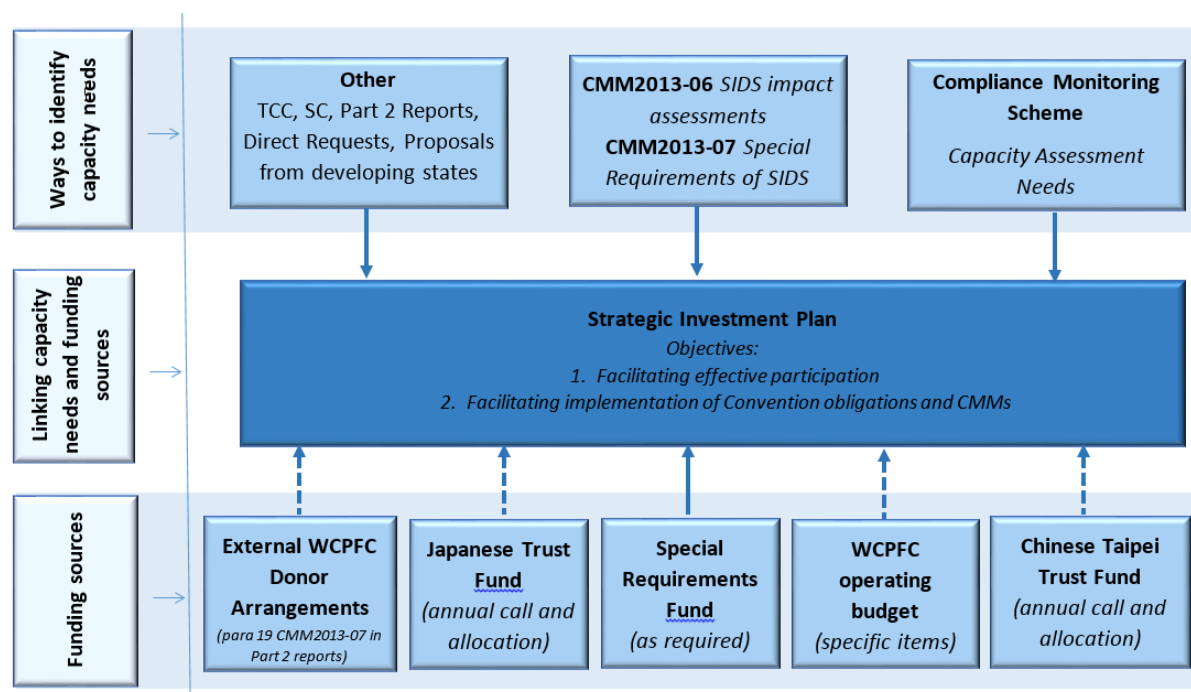 Ways to identify
capacity needs
Other
TCC, SC, Part 2 Reports,
Direct Requests, Proposals
from developing states
CMM2013-06 SIDS impact
assessments
CMM2013-07 Special
Requirements of SIDS
Compliance Monitoring
Scheme
Capacity Assessment
Needs
Linking capacity
needs and funding
sources
Strategic Investment Plan
Objectives:
1. Facilitating effective participation
2. Facilitating implementation of Convention obligations and CMMs
Funding sources
External WCPFC
Donor
Arrangements
(para 19 CMM2013-07 in
Part 2 reports)
Japanese Trust
Fund
(annual call and
allocation)
Special
Requirements
Fund
(as required)
WCPFC
operating
budget
(specific items)
Chinese Taipei
Trust Fund
(annual call and
allocation)